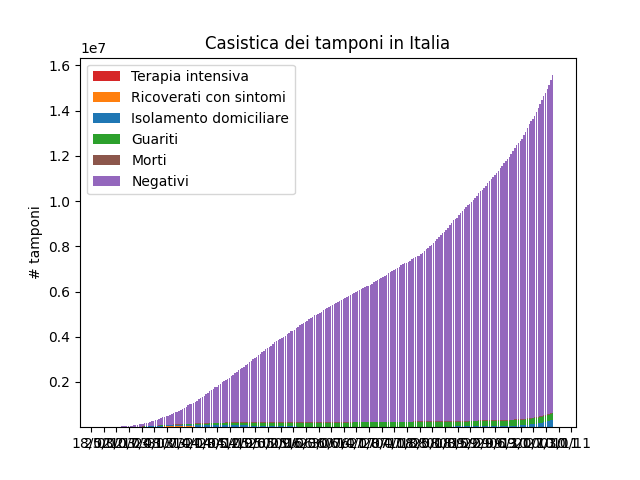 Casistica dei tamponi in Italia
1e7
1.6
1.4
1.2
1.0
0.8
0.6
0.4
0.2
# tamponi
Terapia intensiva
Ricoverati con sintomi
Isolamento domiciliare
Guariti
Morti
Negativi